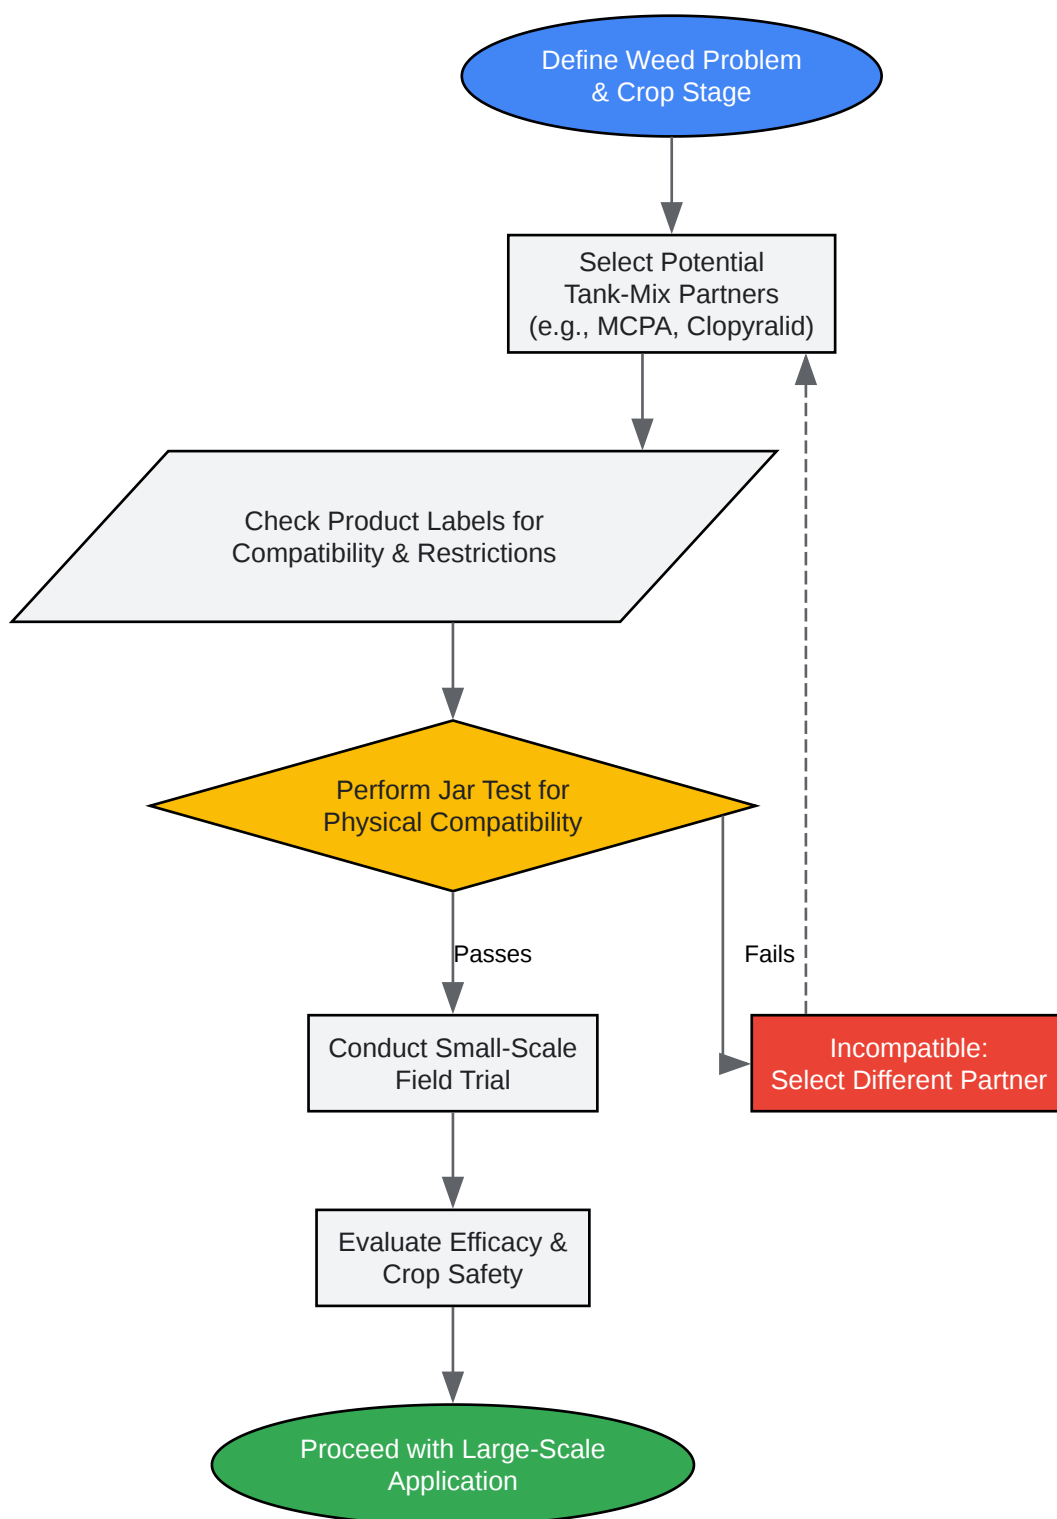 Define Weed Problem
& Crop Stage
Select Potential
Tank-Mix Partners
(e.g., MCPA, Clopyralid)
Check Product Labels for
Compatibility & Restrictions
Perform Jar Test for
Physical Compatibility
Passes
Fails
Conduct Small-Scale
Field Trial
Incompatible:
Select Different Partner
Evaluate Efficacy &
Crop Safety
Proceed with Large-Scale
Application